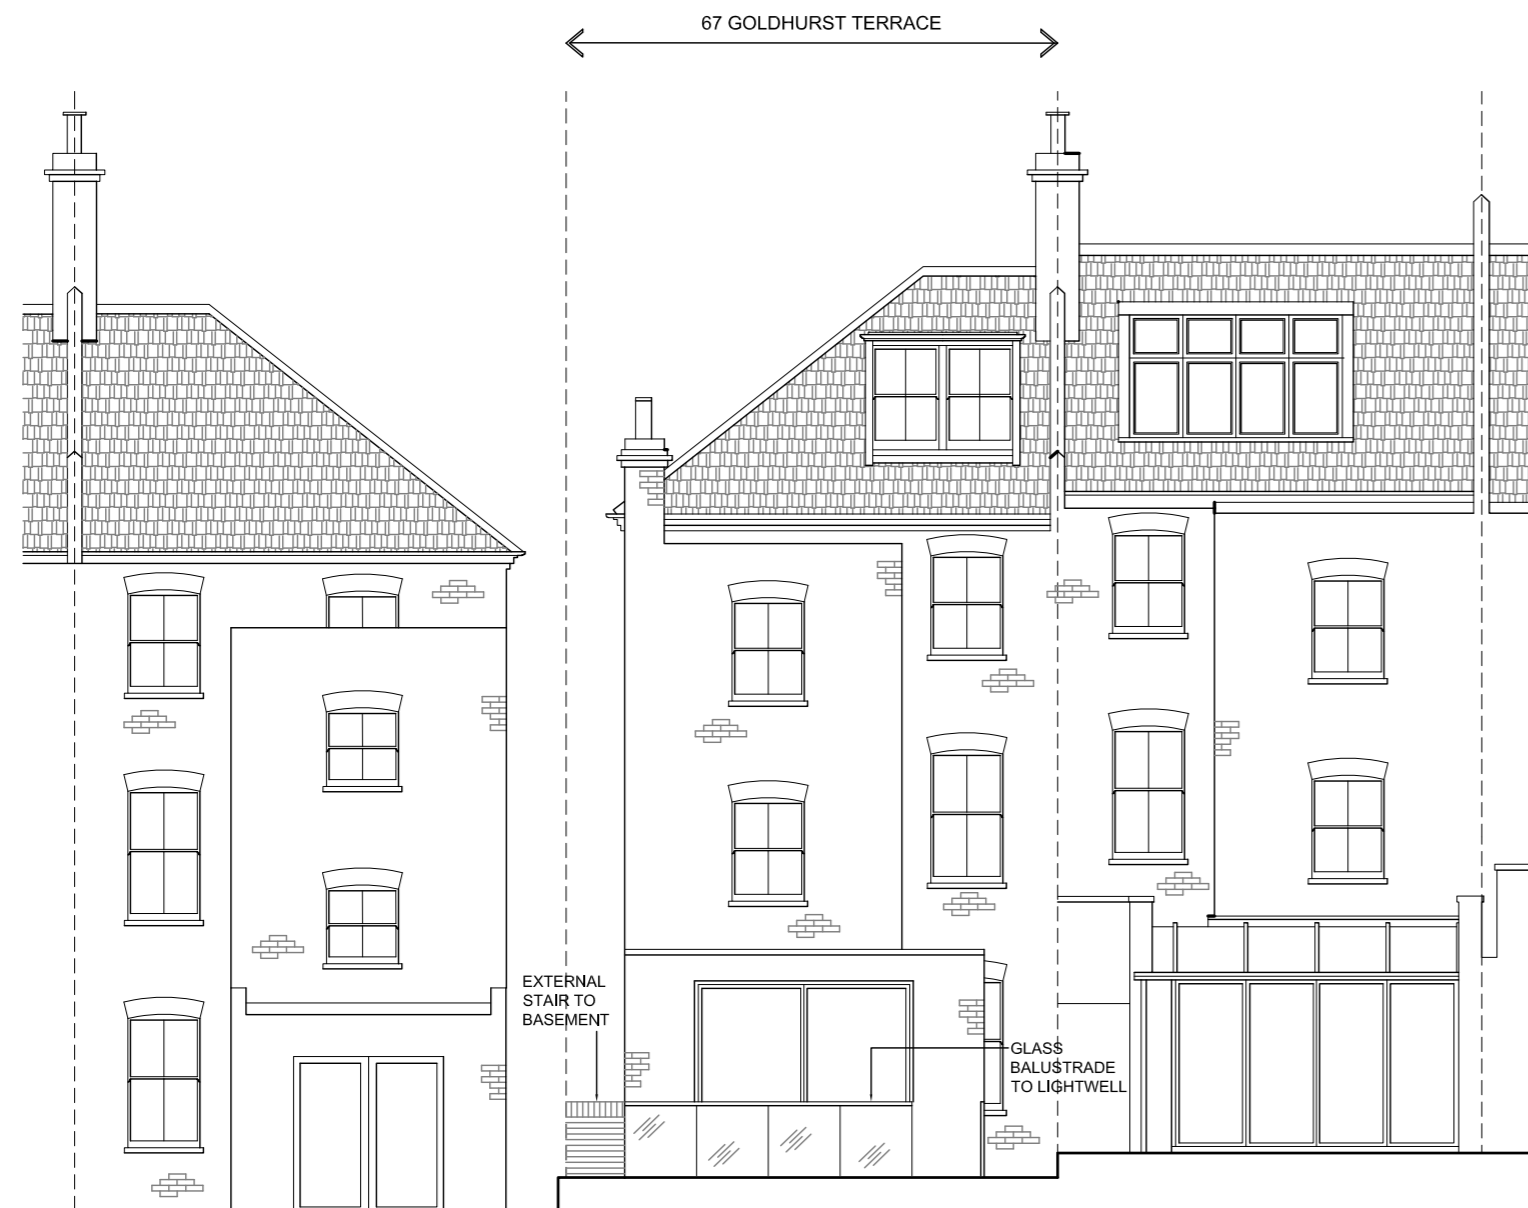 67 GOLDHURST TERRACE
EXTERNAL
STAIR TO
BASEMENT
GLASS
BALUSTRADE
TO LIGHTWELL